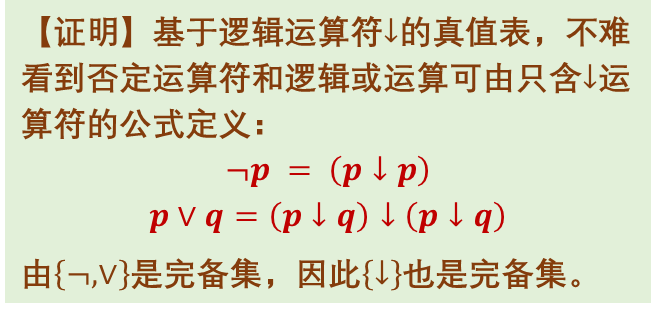 【证明】基于逻辑运算符↓的真值表，不难
看到否定运算符和逻辑或运算可由只含↓运
算符的公式定义：
¬p = (p ↓ p)
p ∨ q = (p ↓ q) ↓ (p ↓ q)
由{¬,∨}是完备集，因此{↓}也是完备集。